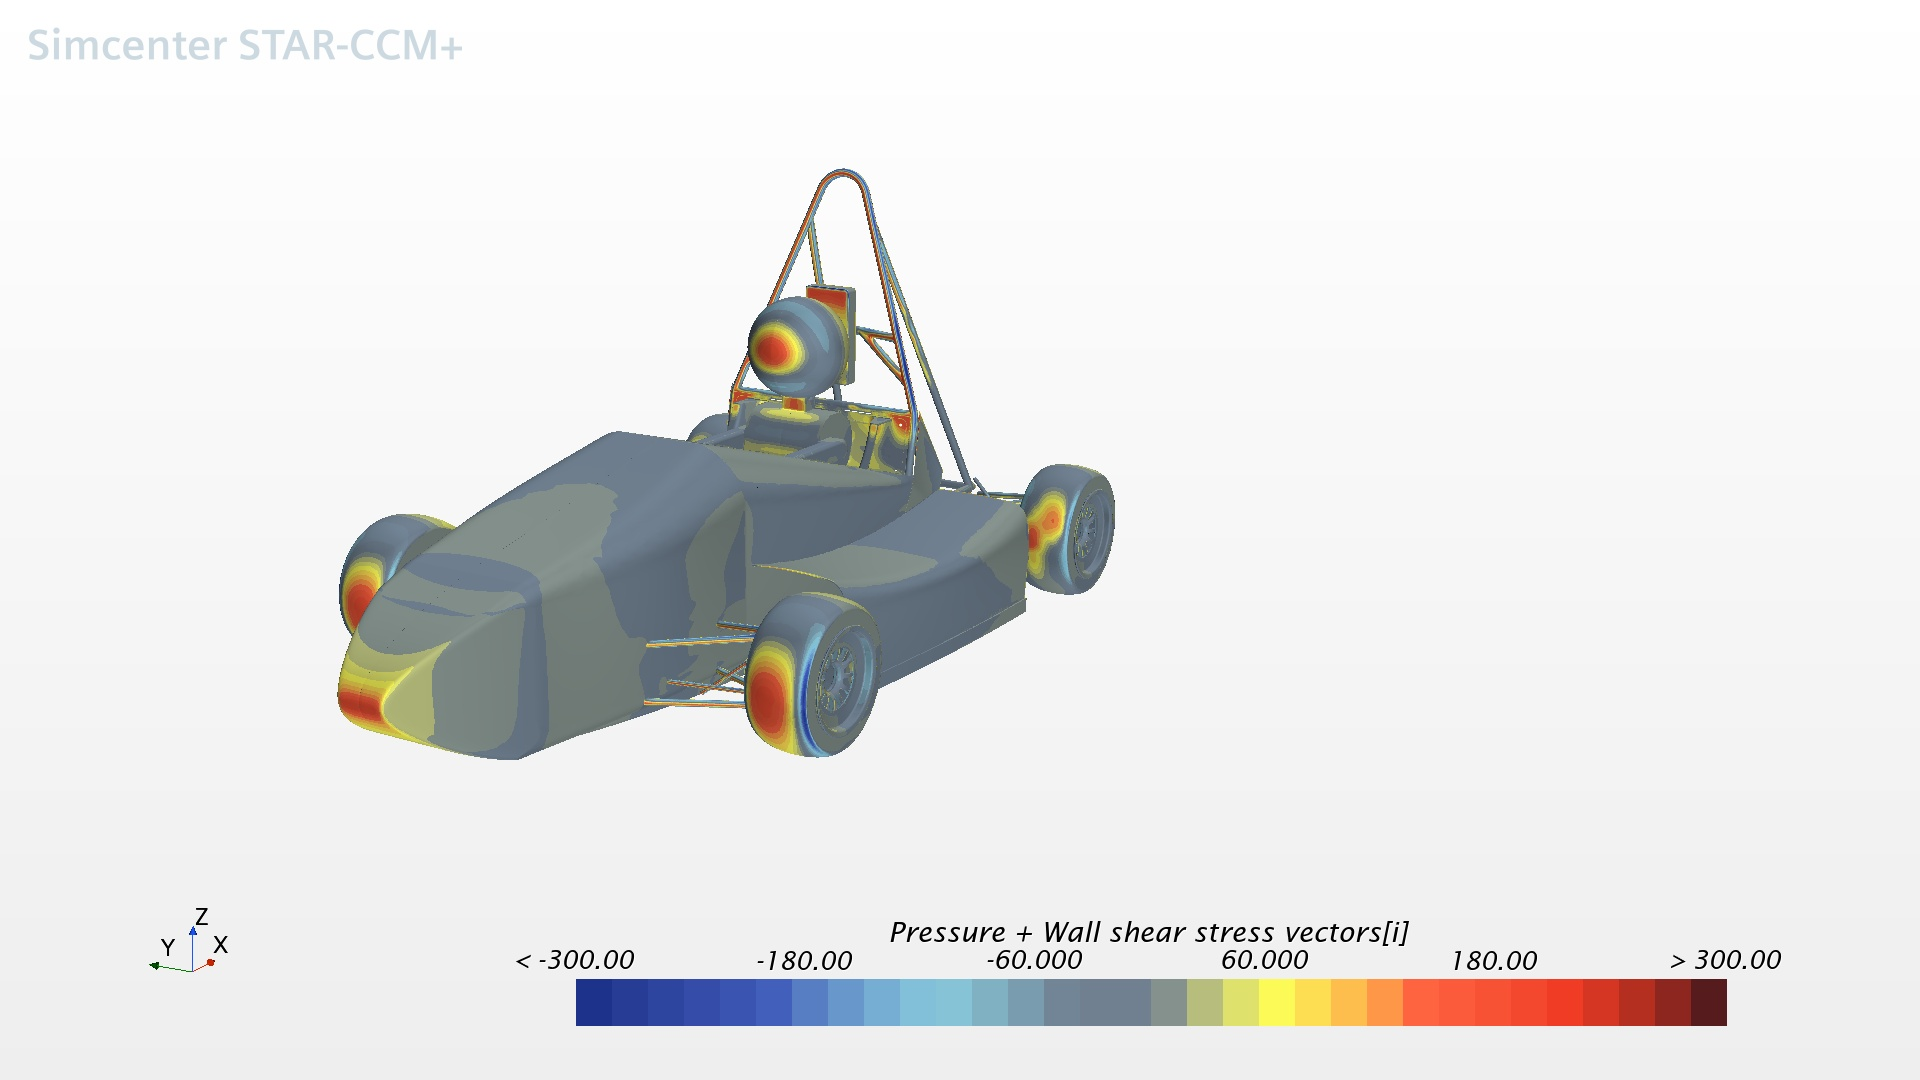 Simcenter STAR-CCM+
Z
Y X
Pressure + Wall shear stress vectors[i]
< -300.00 -180.00 -60.000 60.000 180.00 > 300.00